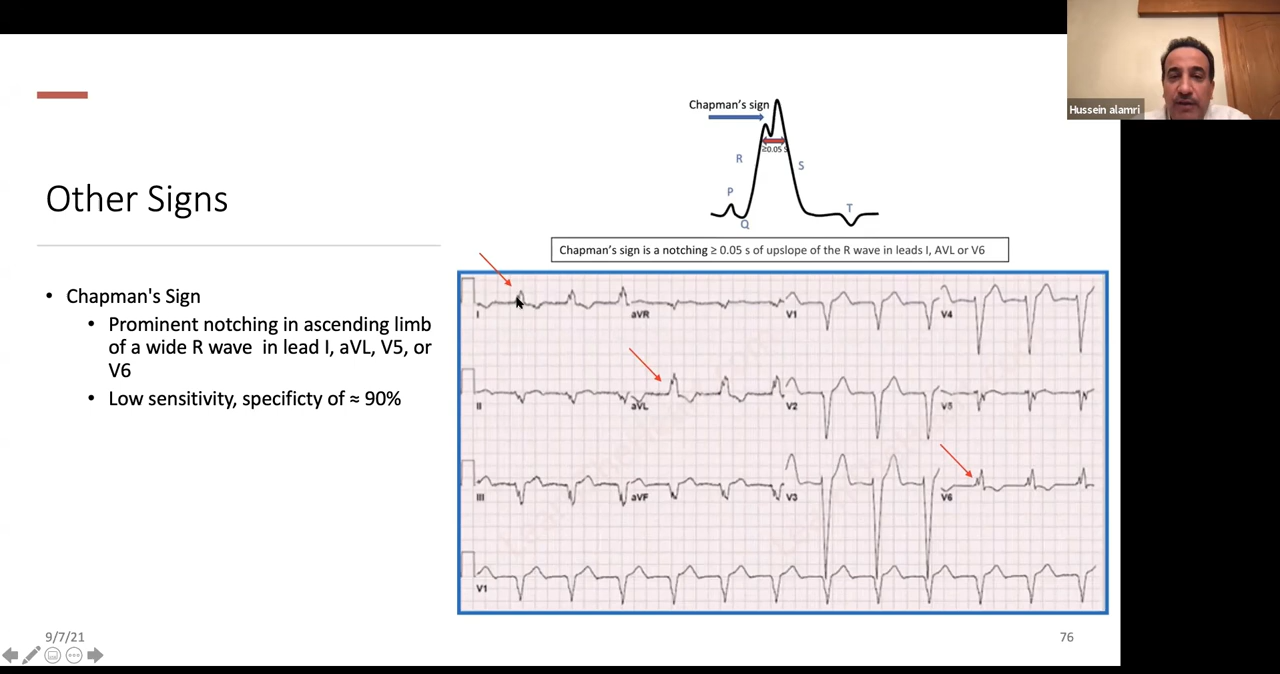 Hussein alamri
Chapman's sign
≥0.05 S
R
S
P
T
Q
Other Signs
Chapman's sign is a notching ≥ 0.05 s of upslope of the R wave in leads I, AVL or V6
• Chapman's Sign
• Prominent notching in ascending limb
of a wide R wave in lead I, aVL, V5, or
V6
• Low sensitivity, specificty of ≈ 90%
I aVR V1 V4
II aVL V2 V5
III aVF V3 V6
V1
9/7/21
76